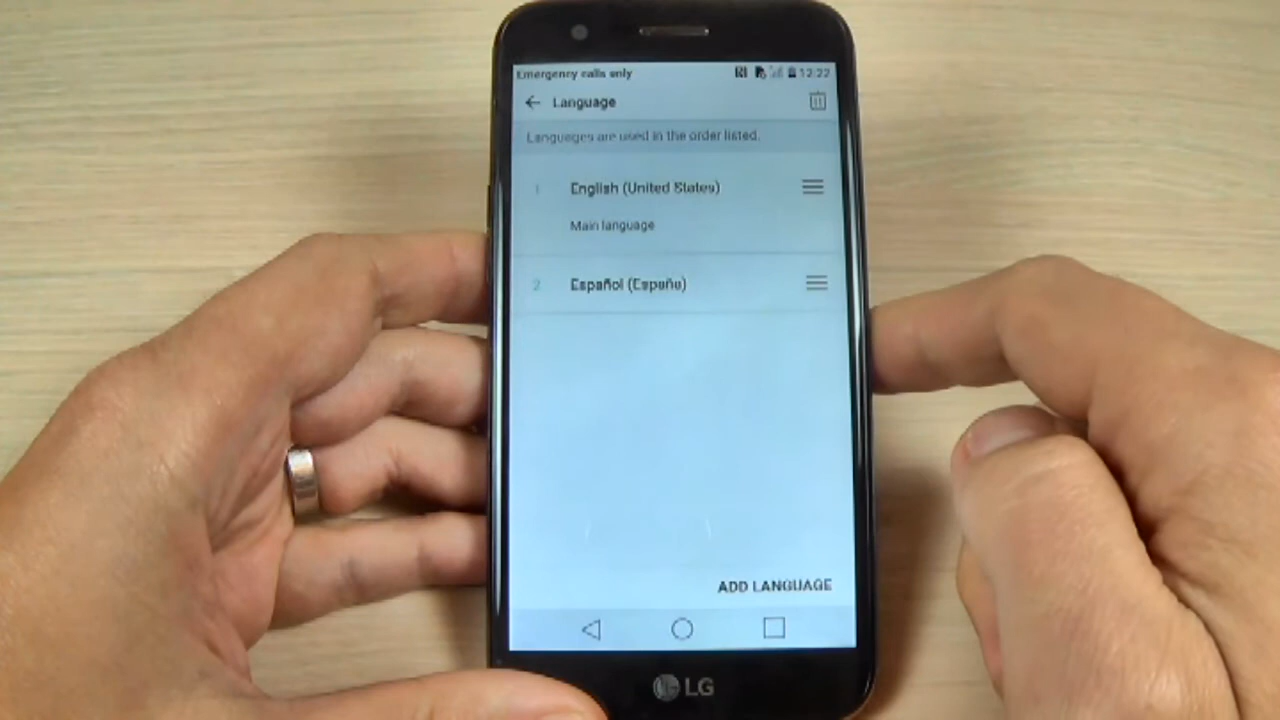 Emergency calls only 12:22
Language
Languages are used in the order listed.
1 English (United States)
Main language
2 Español (España)
ADD LANGUAGE
LG